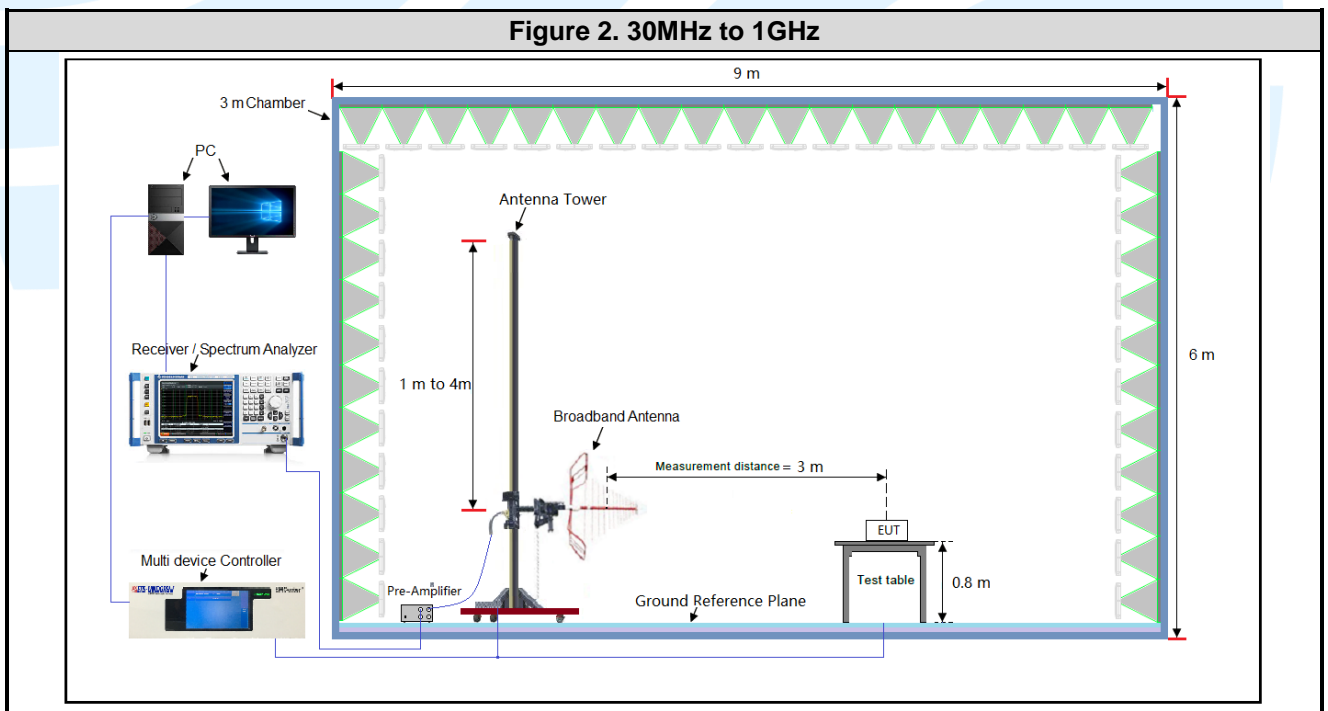 Figure 2. 30MHz to 1GHz
9 m
3 m Chamber
PC
Antenna Tower
Receiver / Spectrum Analyzer
1 m to 4m
6 m
Broadband Antenna
Measurement distance = 3 m
EUT
Multi device Controller
Test table
0.8 m
Pre-Amplifier
Ground Reference Plane